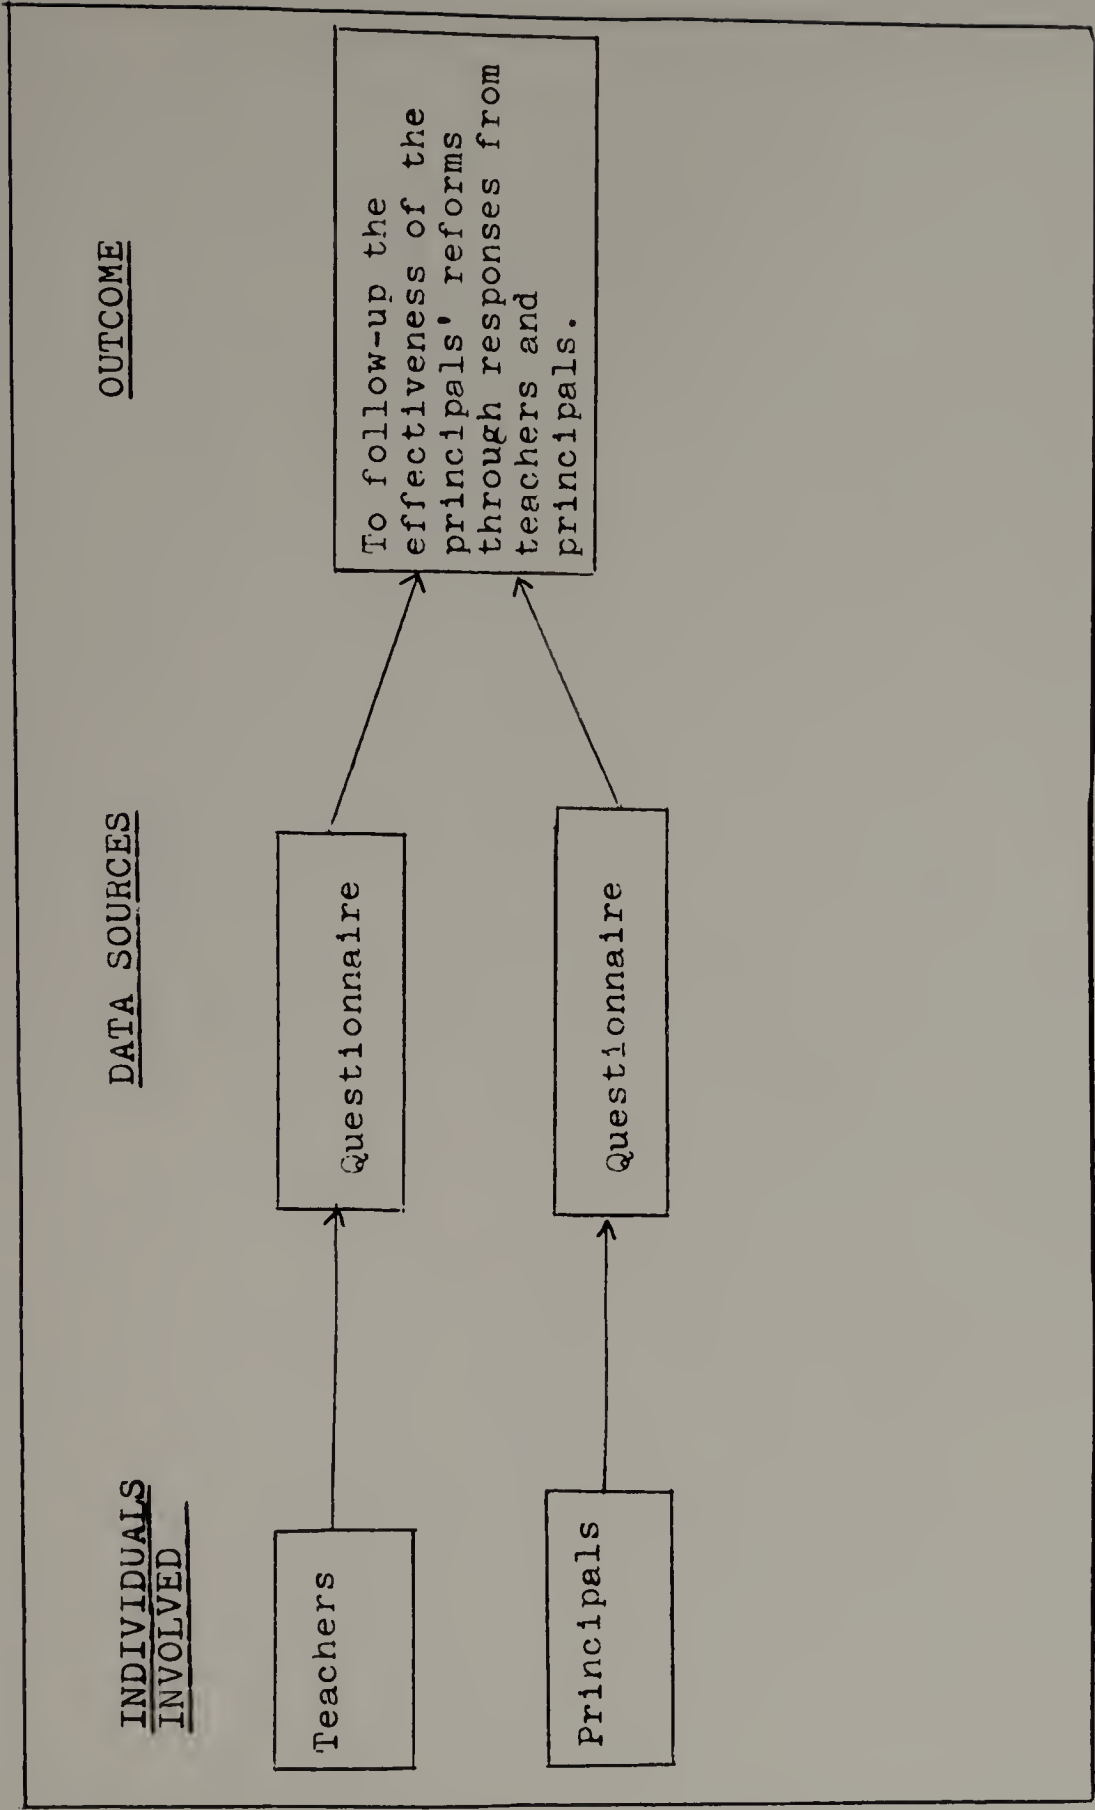 INDIVIDUALS
INVOLVED
DATA SOURCES
OUTCOME
Teachers
Questionnaire
To follow-up the
effectiveness of the
principals' reforms
through responses from
teachers and
principals.
Principals
Questionnaire